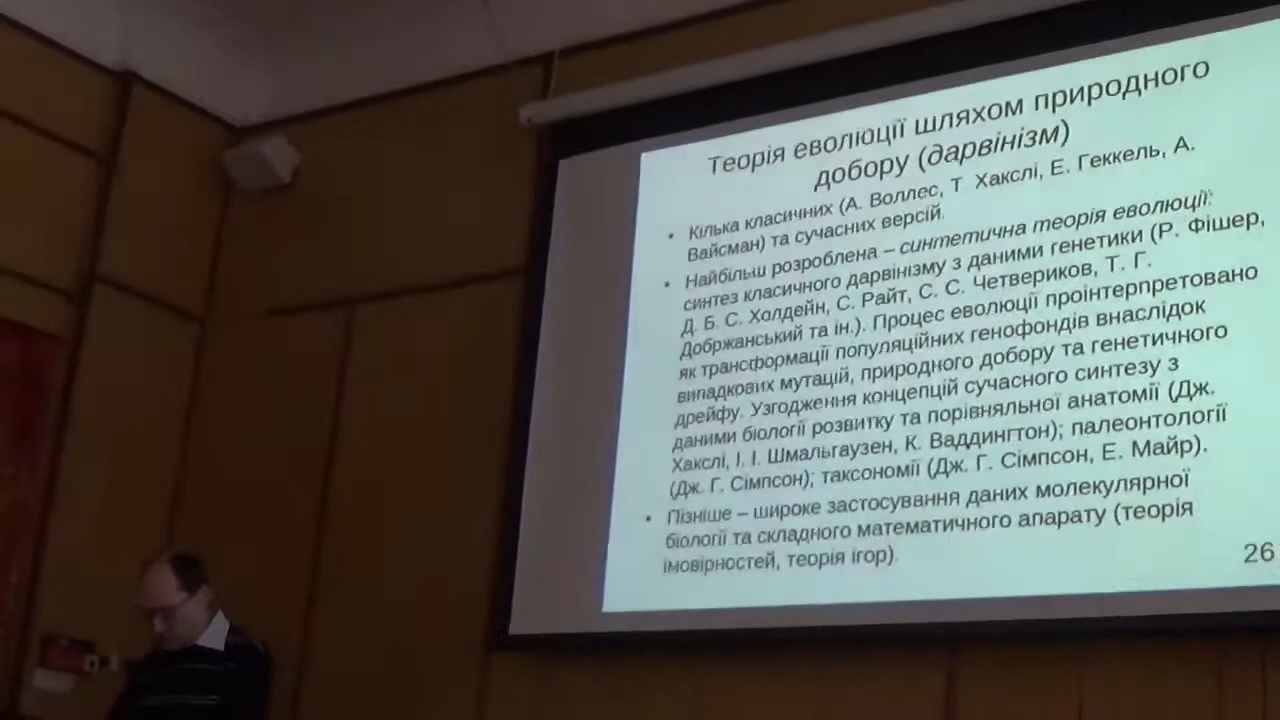 Теорія еволюції шляхом природного
добору (дарвінізм)
• Кілька класичних (А. Воллес, Т Хакслі, Е. Геккель, А.
Вайсман) та сучасних версій.
• Найбільш розроблена – синтетична теорія еволюції:
синтез класичного дарвінізму з даними генетики (Р. Фішер,
Д. Б. С. Холдейн, С. Райт, С. С. Четвериков, Т. Г.
Добржанський та ін.). Процес еволюції проінтерпретовано
як трансформації популяційних генофондів внаслідок
випадкових мутацій, природного добору та генетичного
дрейфу. Узгодження концепцій сучасного синтезу з
даними біології розвитку та порівняльної анатомії (Дж.
Хакслі, І. І. Шмальгаузен, К. Ваддингтон); палеонтології
(Дж. Г. Сімпсон); таксономії (Дж. Г. Сімпсон, Е. Майр).
• Пізніше – широке застосування даних молекулярної
біології та складного математичного апарату (теорія
імовірностей, теорія ігор).
26